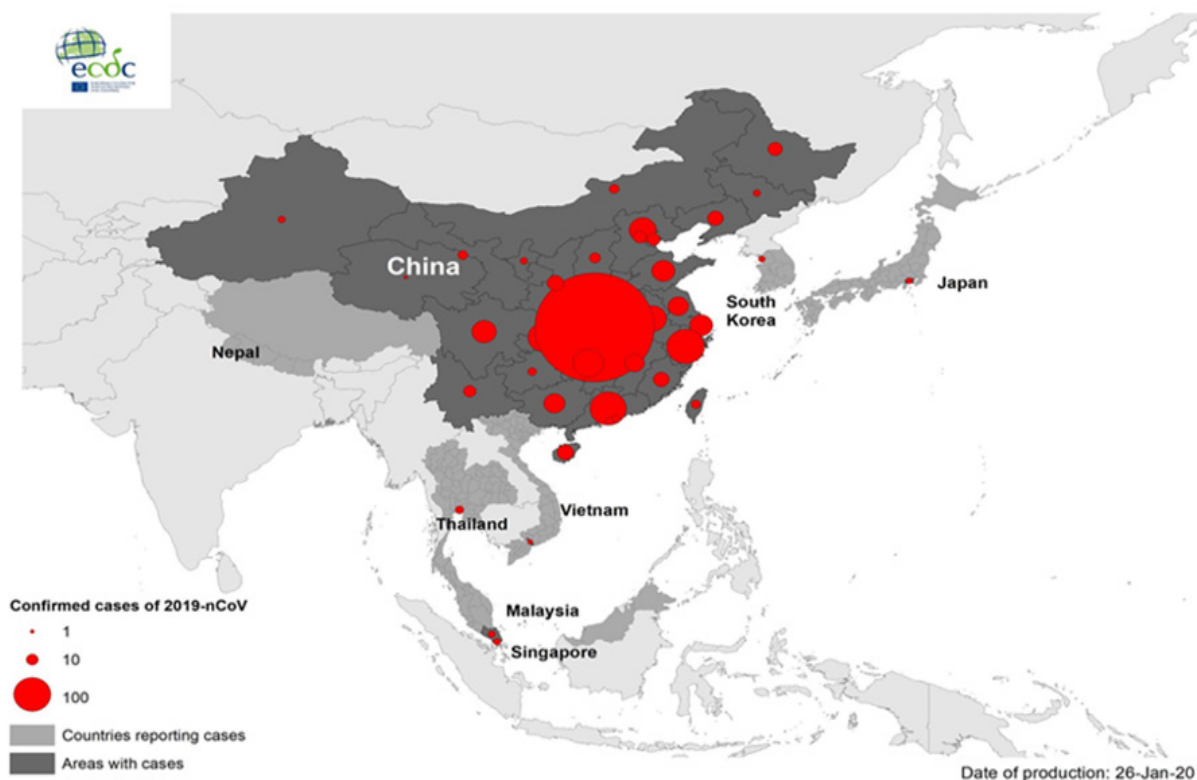 ecdc
China
Nepal
South
Korea
Japan
Thailand
Vietnam
Malaysia
Singapore
Confirmed cases of 2019-nCoV
1
10
100
Countries reporting cases
Areas with cases
Date of production: 26-Jan-20